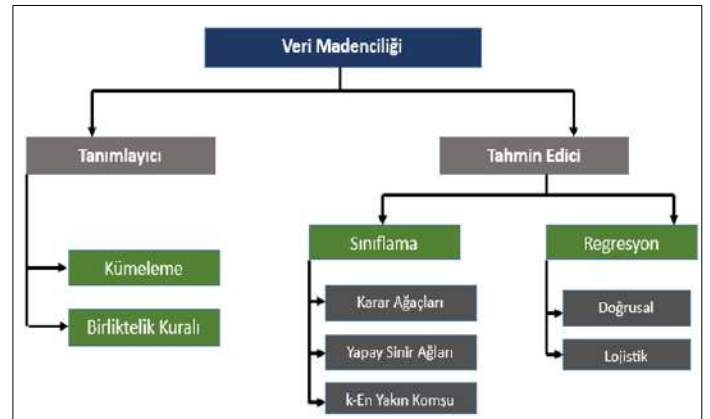 Veri Madenciliği
Tanımlayıcı
Tahmin Edici
Kümeleme
Birliktelik Kuralı
Sınıflama
Regresyon
Karar Ağaçları
Yapay Sinir Ağları
k-En Yakın Komşu
Doğrusal
Lojistik